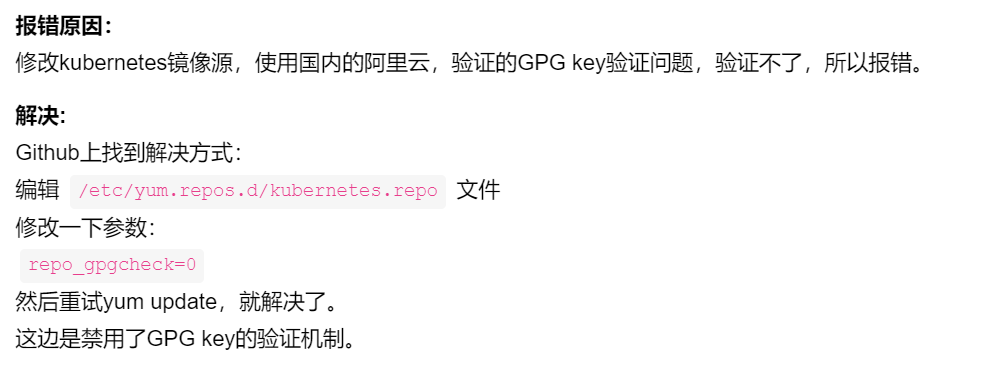 报错原因：
修改kubernetes镜像源，使用国内的阿里云，验证的GPG key验证问题，验证不了，所以报错。
解决:
Github上找到解决方式：
编辑 /etc/yum.repos.d/kubernetes.repo 文件
修改一下参数：
repo_gpgcheck=0
然后重试yum update，就解决了。
这边是禁用了GPG key的验证机制。